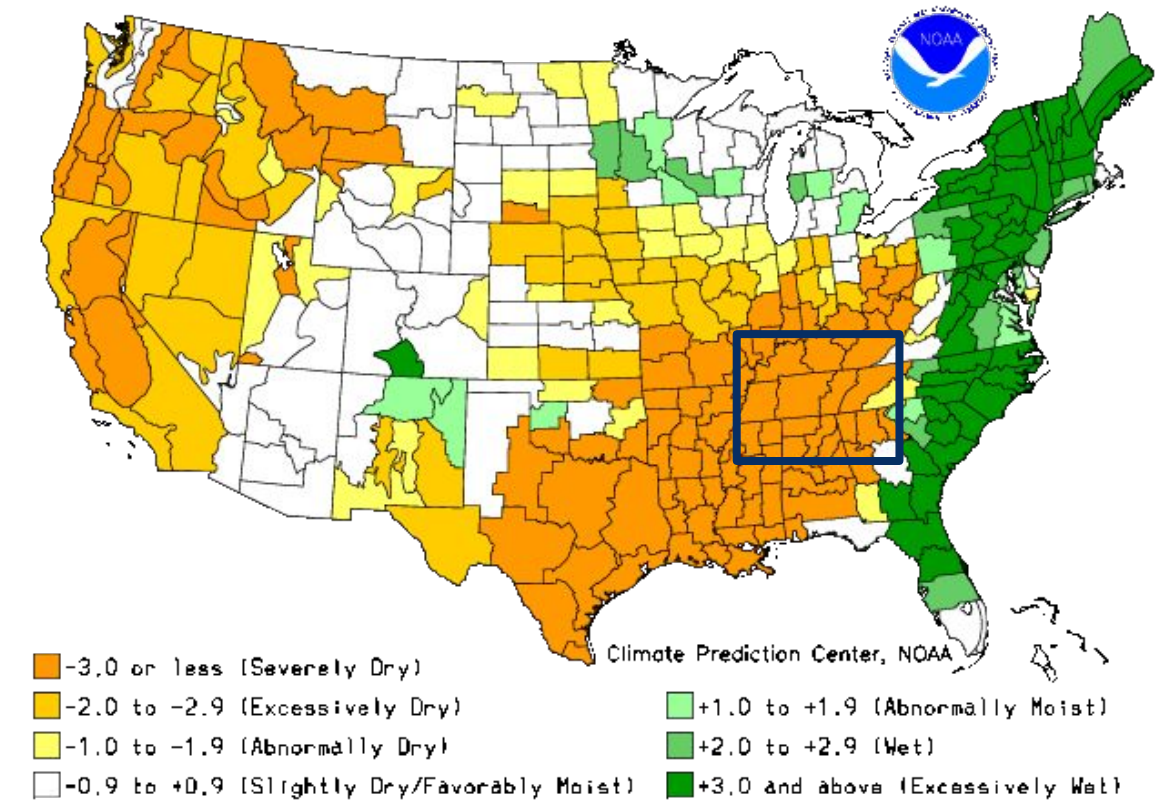 NOAA
Climate Prediction Center, NOAA
-3.0 or less (Severely Dry)
-2.0 to -2.9 (Excessively Dry)
-1.0 to -1.9 (Abnormally Dry)
-0.9 to +0.9 (Slightly Dry/Favorably Moist)
+1.0 to +1.9 (Abnormally Moist)
+2.0 to +2.9 (Wet)
+3.0 and above (Excessively Wet)